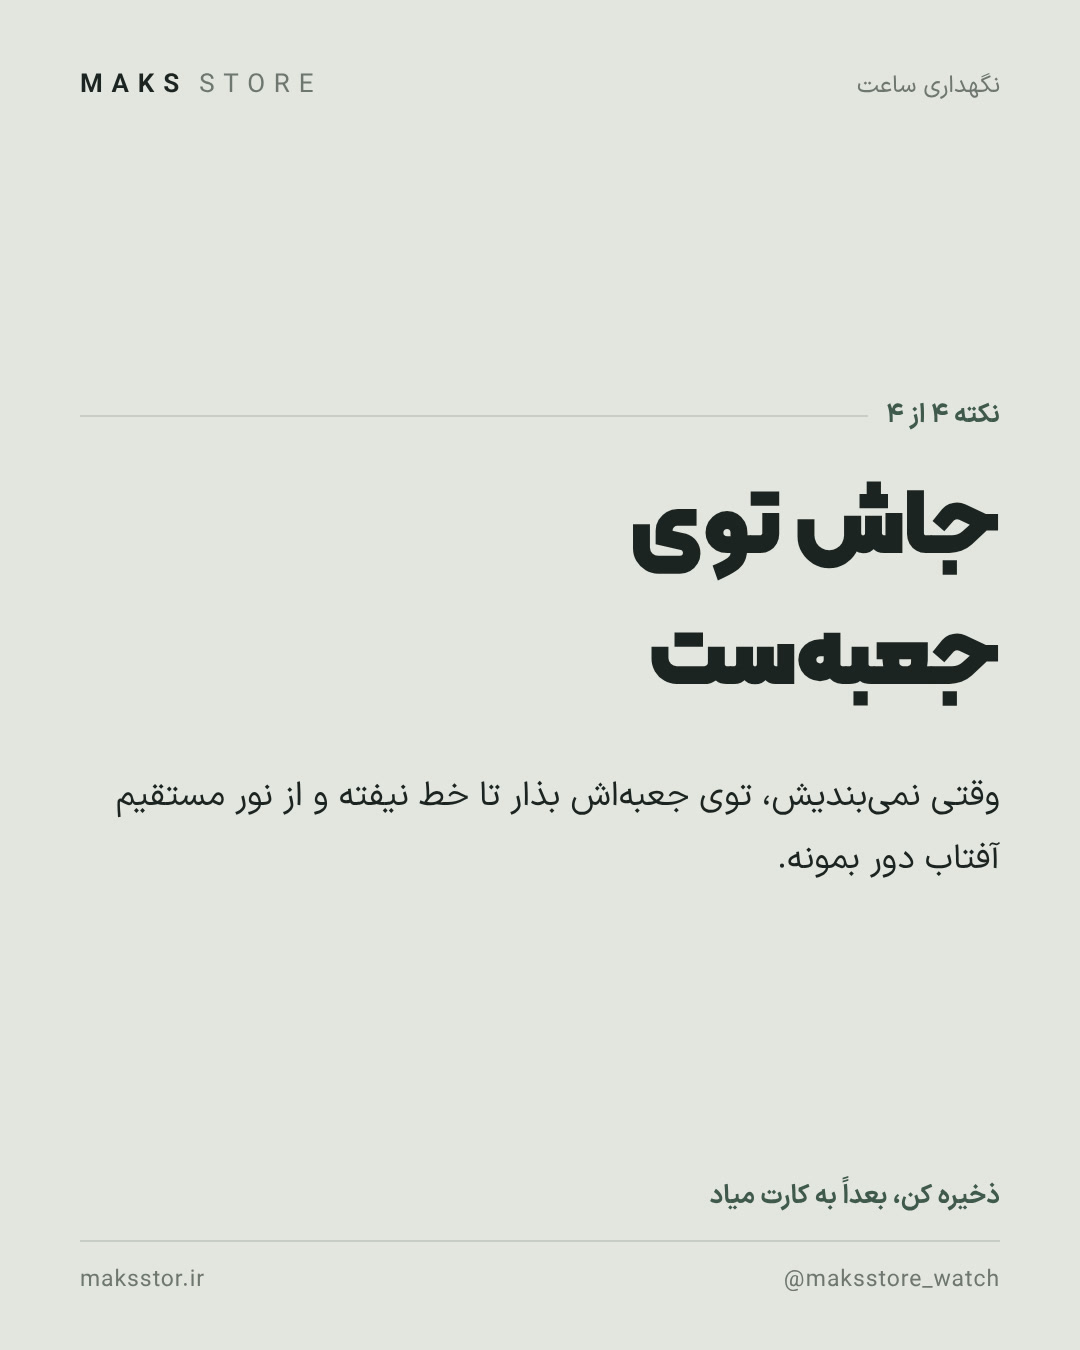 MAKS STORE
نگهداری ساعت
نکته ۴ از ۴
جاش توی
جعبه‌ست
وقتی نمی‌بندیش، توی جعبه‌اش بذار تا خط نیفته و از نور مستقیم
آفتاب دور بمونه.
ذخیره کن، بعداً به کارت میاد
maksstor.ir
@maksstore_watch